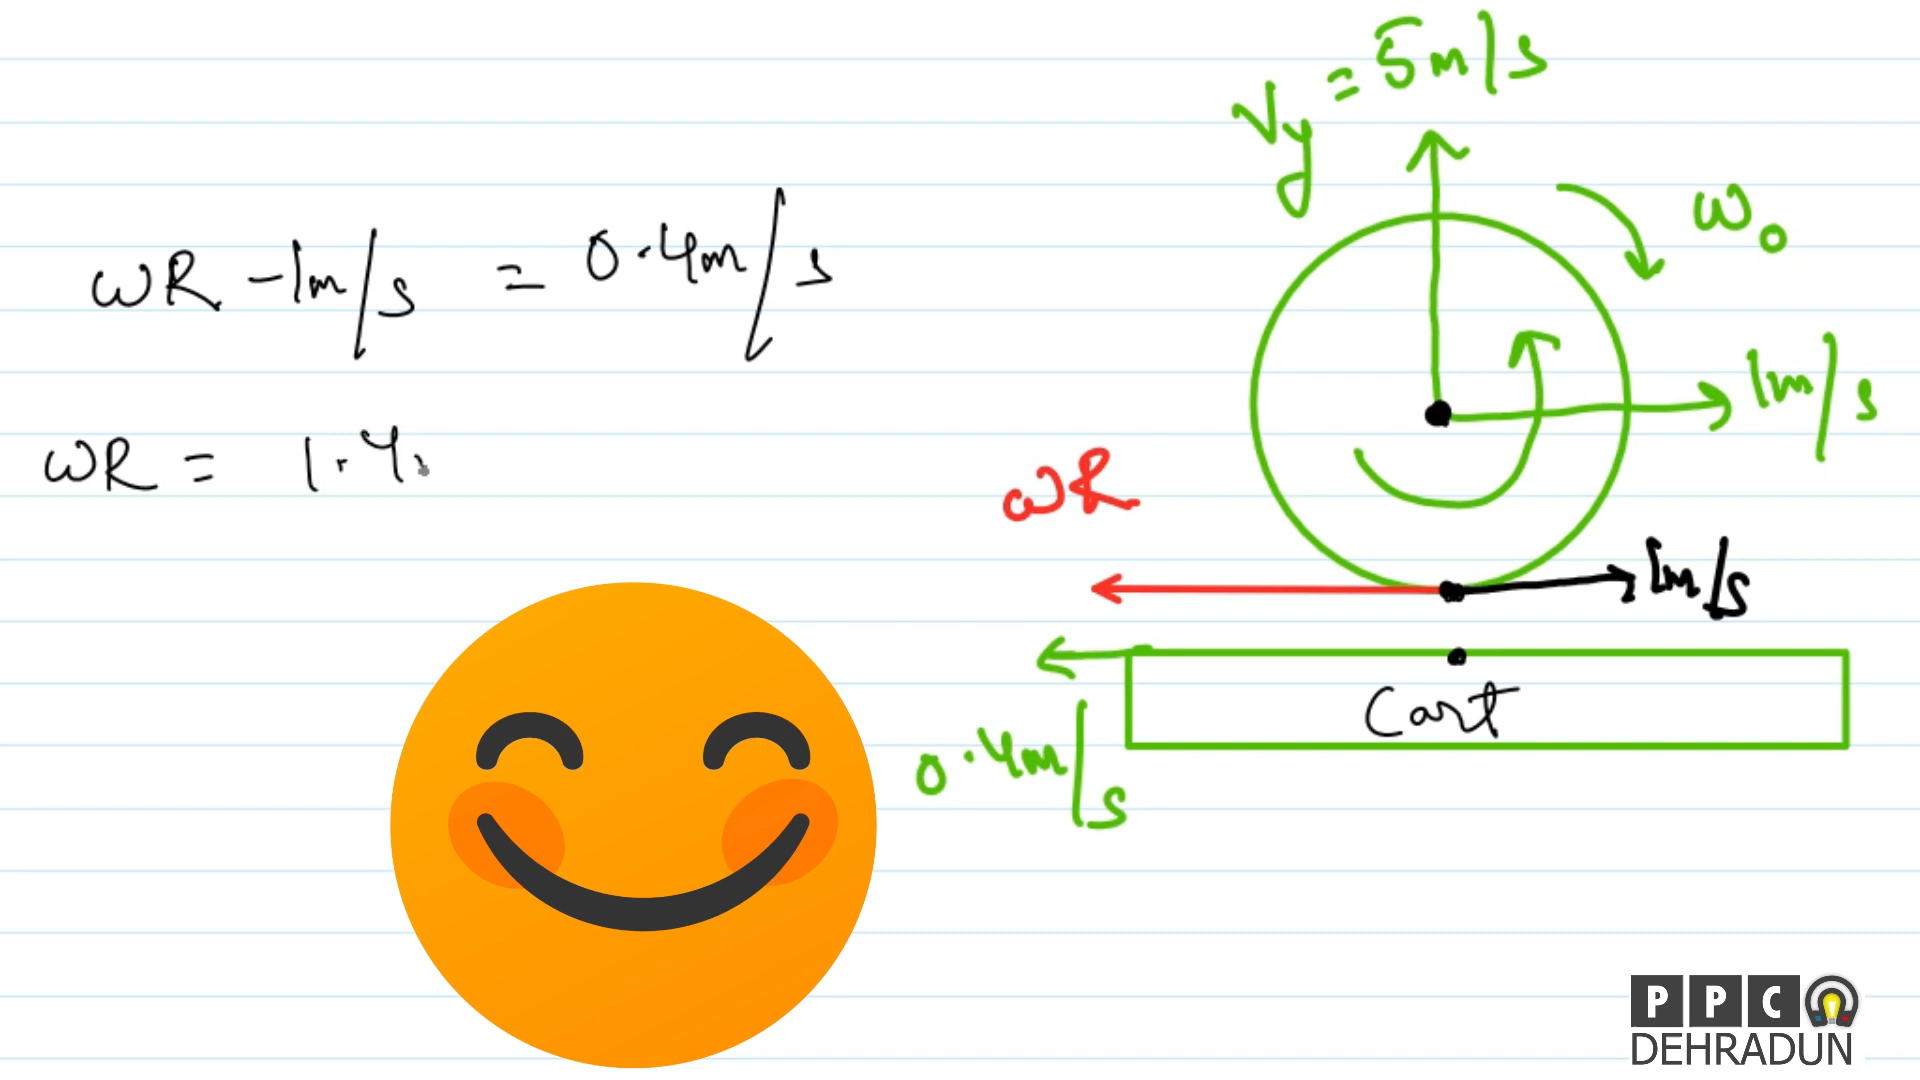 ωR - 1m/s = 0.4m/s
ωR = 1.4
Vy = 5m/s
ω₀
1m/s
ωR
1m/s
Cart
0.4m/s
PPC
DEHRADUN